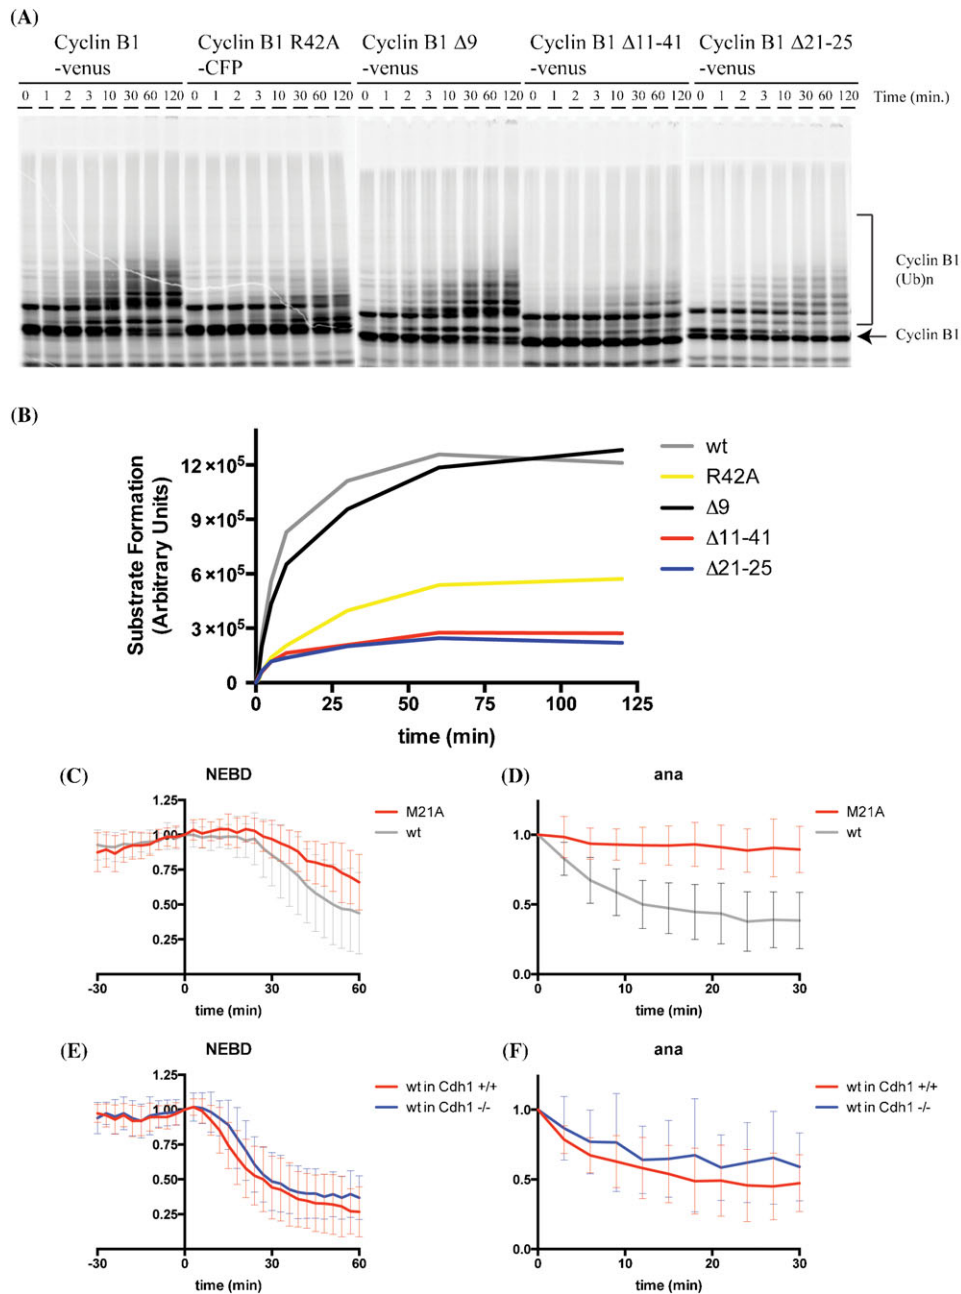 (A)
Cyclin B1 -venus
Cyclin B1 R42A -CFP
Cyclin B1 Δ9 -venus
Cyclin B1 Δ11-41 -venus
Cyclin B1 Δ21-25 -venus
0 1 2 3 10 30 60 120 0 1 2 3 10 30 60 120 0 1 2 3 10 30 60 120 0 1 2 3 10 30 60 120 0 1 2 3 10 30 60 120 Time (min.)
Cyclin B1
(Ub)n
Cyclin B1
(B)
Substrate Formation
(Arbitrary Units)
12×10⁵
9×10⁵
6×10⁵
3×10⁵
0
0 25 50 75 100 125
time (min)
wt
R42A
Δ9
Δ11-41
Δ21-25
(C)
NEBD
1.25
1.00
0.75
0.50
0.25
-30 0 30 60
time (min)
M21A
wt
(D)
ana
1.0
0.5
0.0
0 10 20 30
time (min)
M21A
wt
(E)
NEBD
1.25
1.00
0.75
0.50
0.25
-30 0 30 60
time (min)
wt in Cdh1 +/+
wt in Cdh1 -/-
(F)
ana
1.0
0.5
0.0
0 10 20 30
time (min)
wt in Cdh1 +/+
wt in Cdh1 -/-